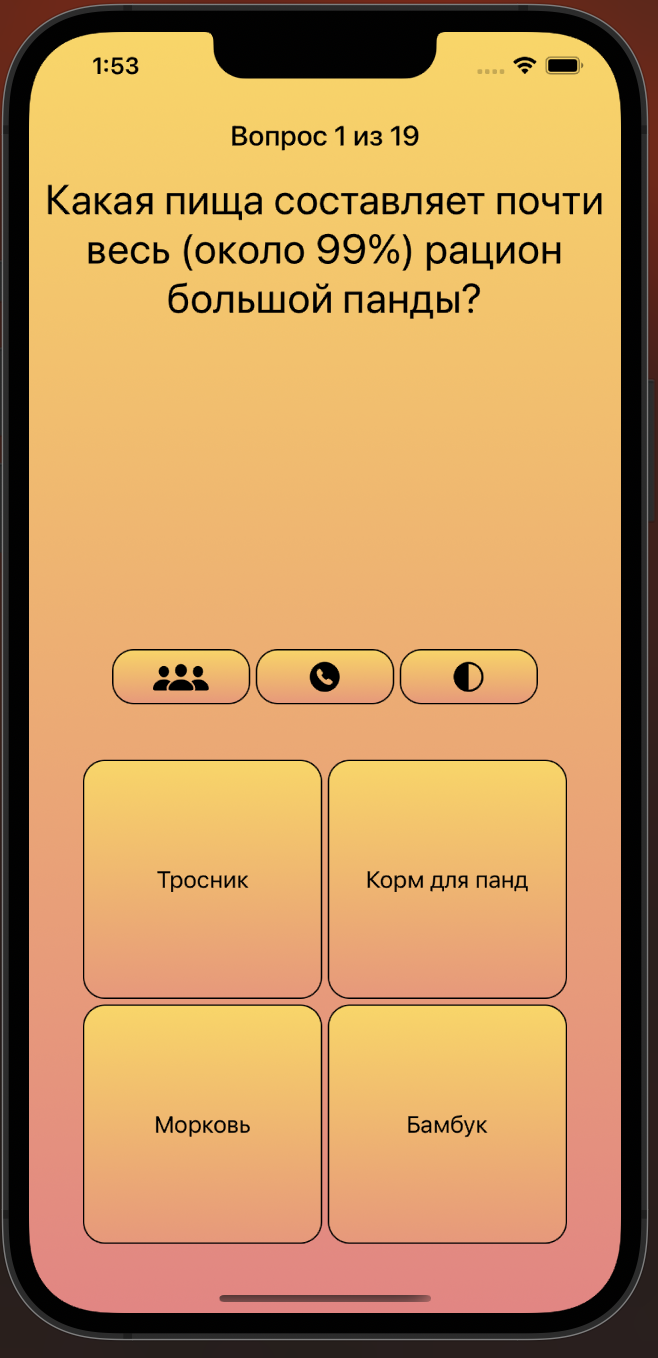 1:53
Вопрос 1 из 19
Какая пища составляет почти
весь (около 99%) рацион
большой панды?
Тросник
Корм для панд
Морковь
Бамбук